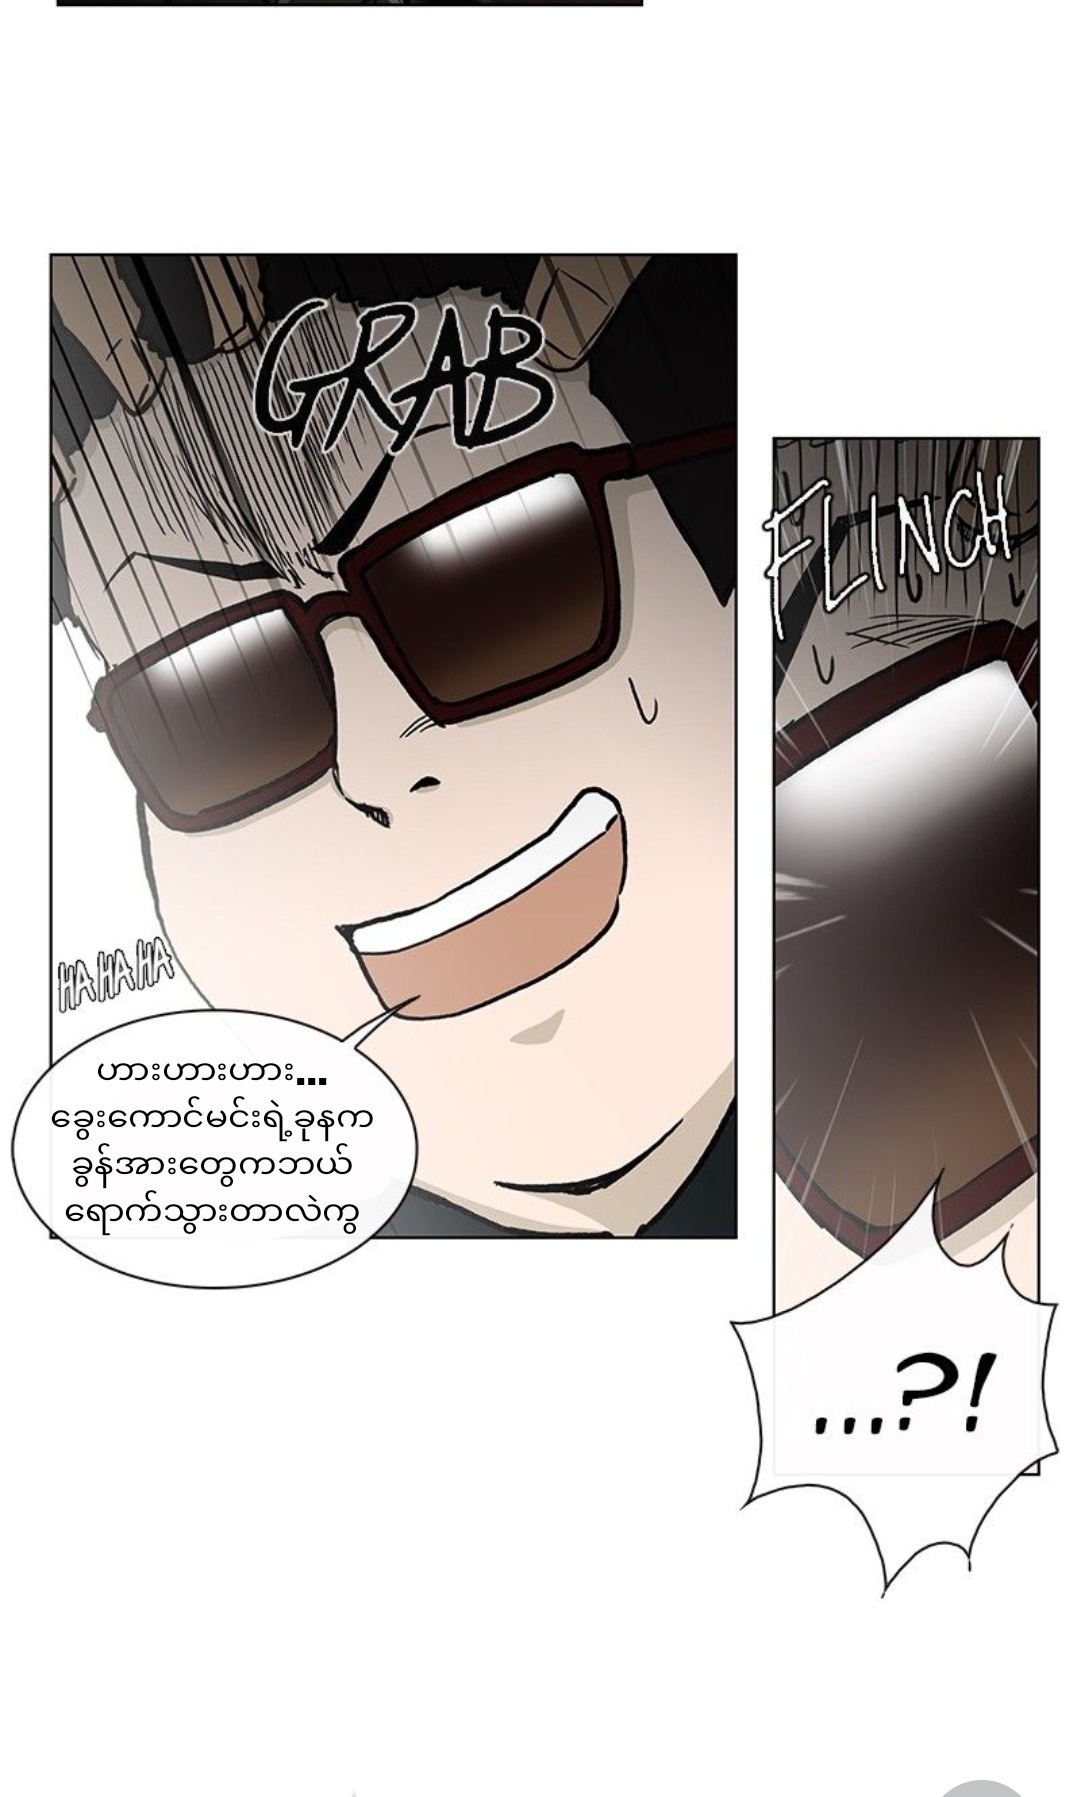 GRAB
FLINCH
HA HA HA
ဟားဟားဟား...
ခွေးကောင်မင်းရဲ့ခုနက
ခွန်အားတွေကဘယ်
ရောက်သွားတာလဲကွ
...?!